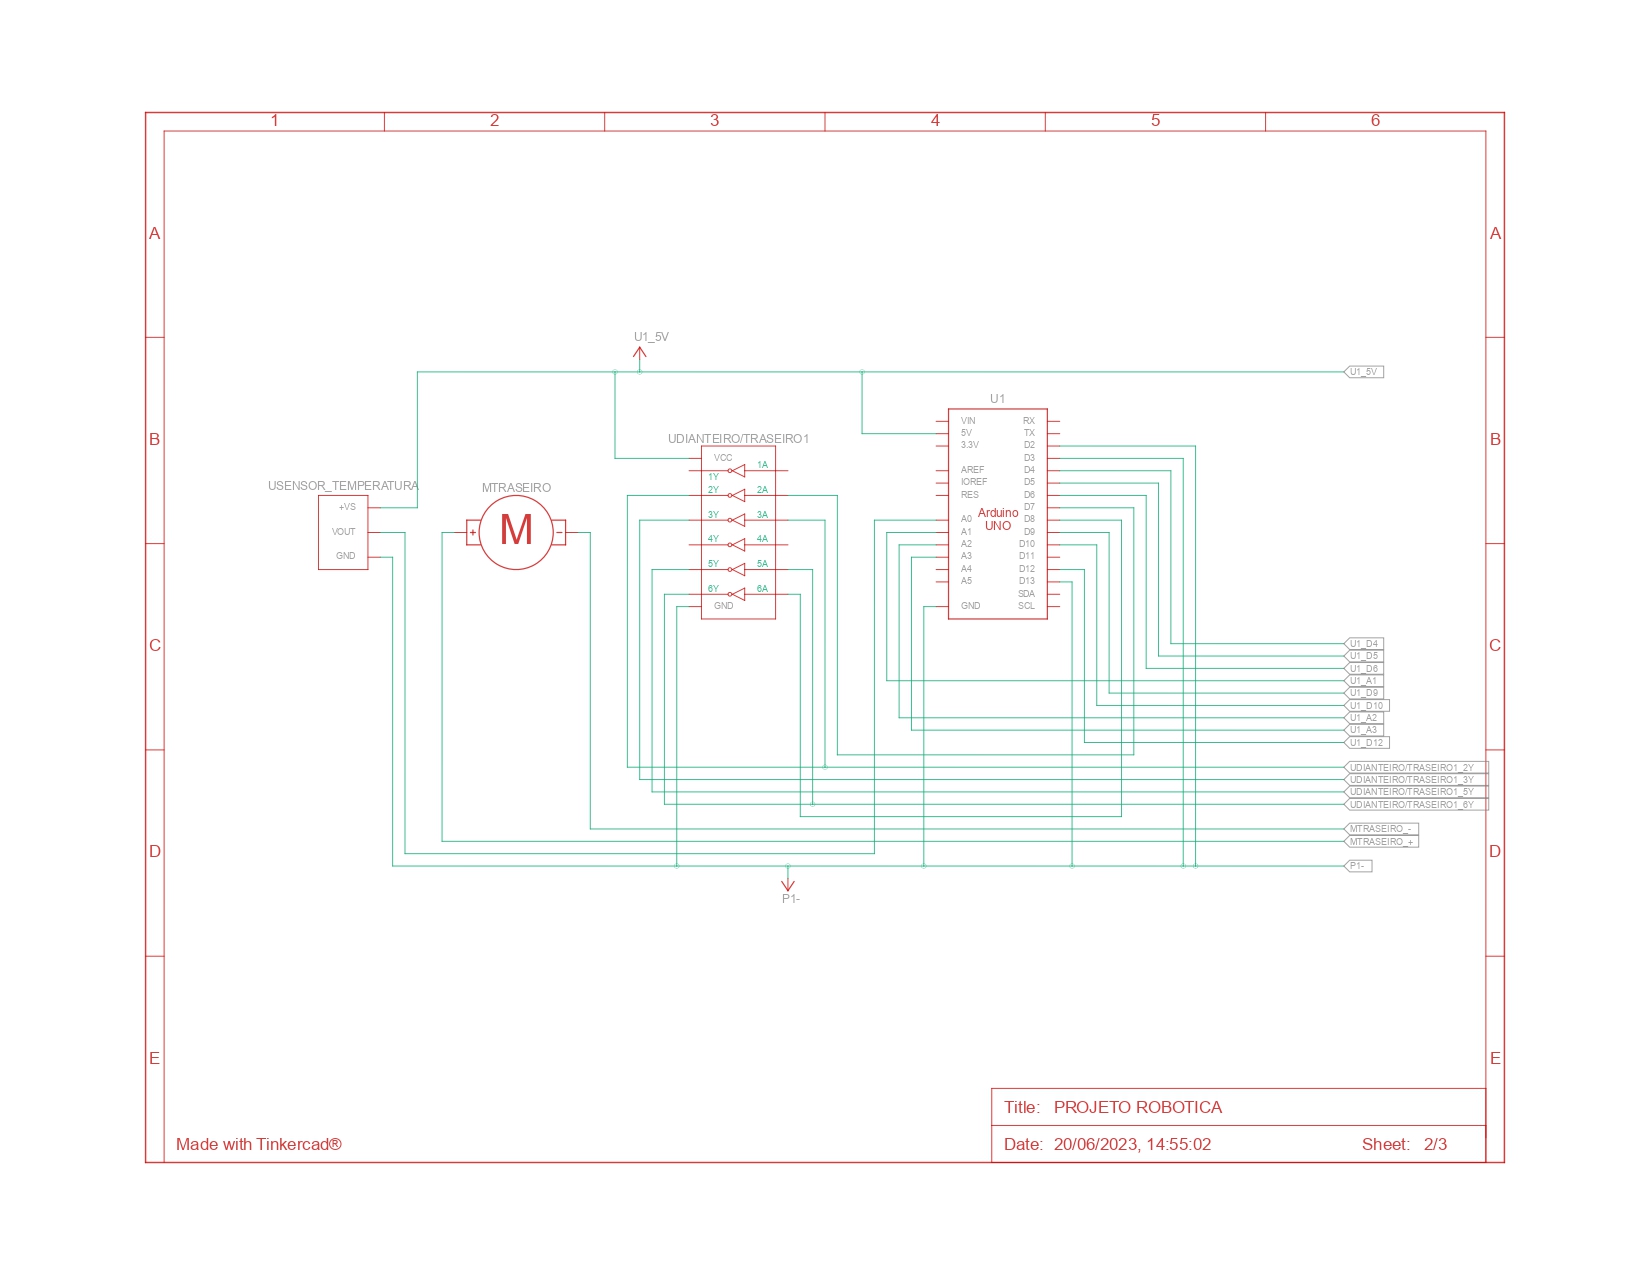 1 2 3 4 5 6
A A
U1_5V
U1_5V
B B
USENSOR_TEMPERATURA
+VS
VOUT
GND
MTRASEIRO
+ M -
UDIANTEIRO/TRASEIRO1
VCC
1Y 1A
2Y 2A
3Y 3A
4Y 4A
5Y 5A
6Y 6A
GND
U1
VIN RX
5V TX
3.3V D2
D3
AREF D4
IOREF D5
RES D6
D7
Arduino
UNO
A0 D8
A1 D9
A2 D10
A3 D11
A4 D12
A5 D13
SDA
GND SCL
C C
U1_D4
U1_D5
U1_D6
U1_A1
U1_D9
U1_D10
U1_A2
U1_A3
U1_D12
UDIANTEIRO/TRASEIRO1_2Y
UDIANTEIRO/TRASEIRO1_3Y
UDIANTEIRO/TRASEIRO1_5Y
UDIANTEIRO/TRASEIRO1_6Y
MTRASEIRO_-
MTRASEIRO_+
D D
P1-
P1-
E E
Title: PROJETO ROBOTICA
Made with Tinkercad®
Date: 20/06/2023, 14:55:02 Sheet: 2/3